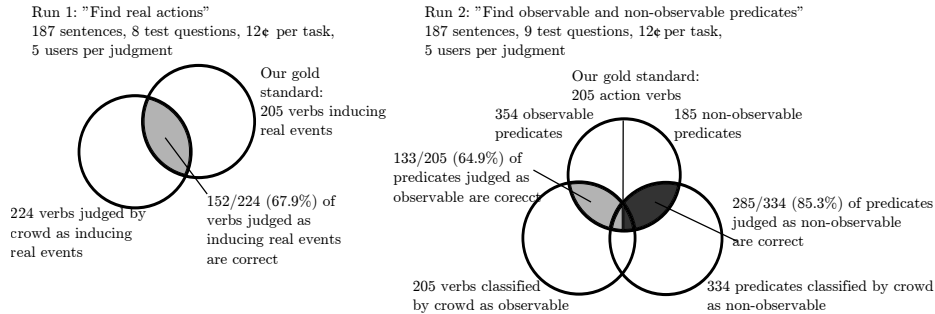 Run 1: "Find real actions"
187 sentences, 8 test questions, 12¢ per task,
5 users per judgment
Our gold
standard:
205 verbs inducing
real events
224 verbs judged by
crowd as inducing
real events
152/224 (67.9%) of
verbs judged as
inducing real events
are correct
Run 2: "Find observable and non-observable predicates"
187 sentences, 9 test questions, 12¢ per task,
5 users per judgment
Our gold standard:
205 action verbs
354 observable
predicates
185 non-observable
predicates
133/205 (64.9%) of
predicates judged as
observable are corecct
285/334 (85.3%) of predicates
judged as non-observable
are correct
205 verbs classified
by crowd as observable
334 predicates classified by crowd
as non-observable